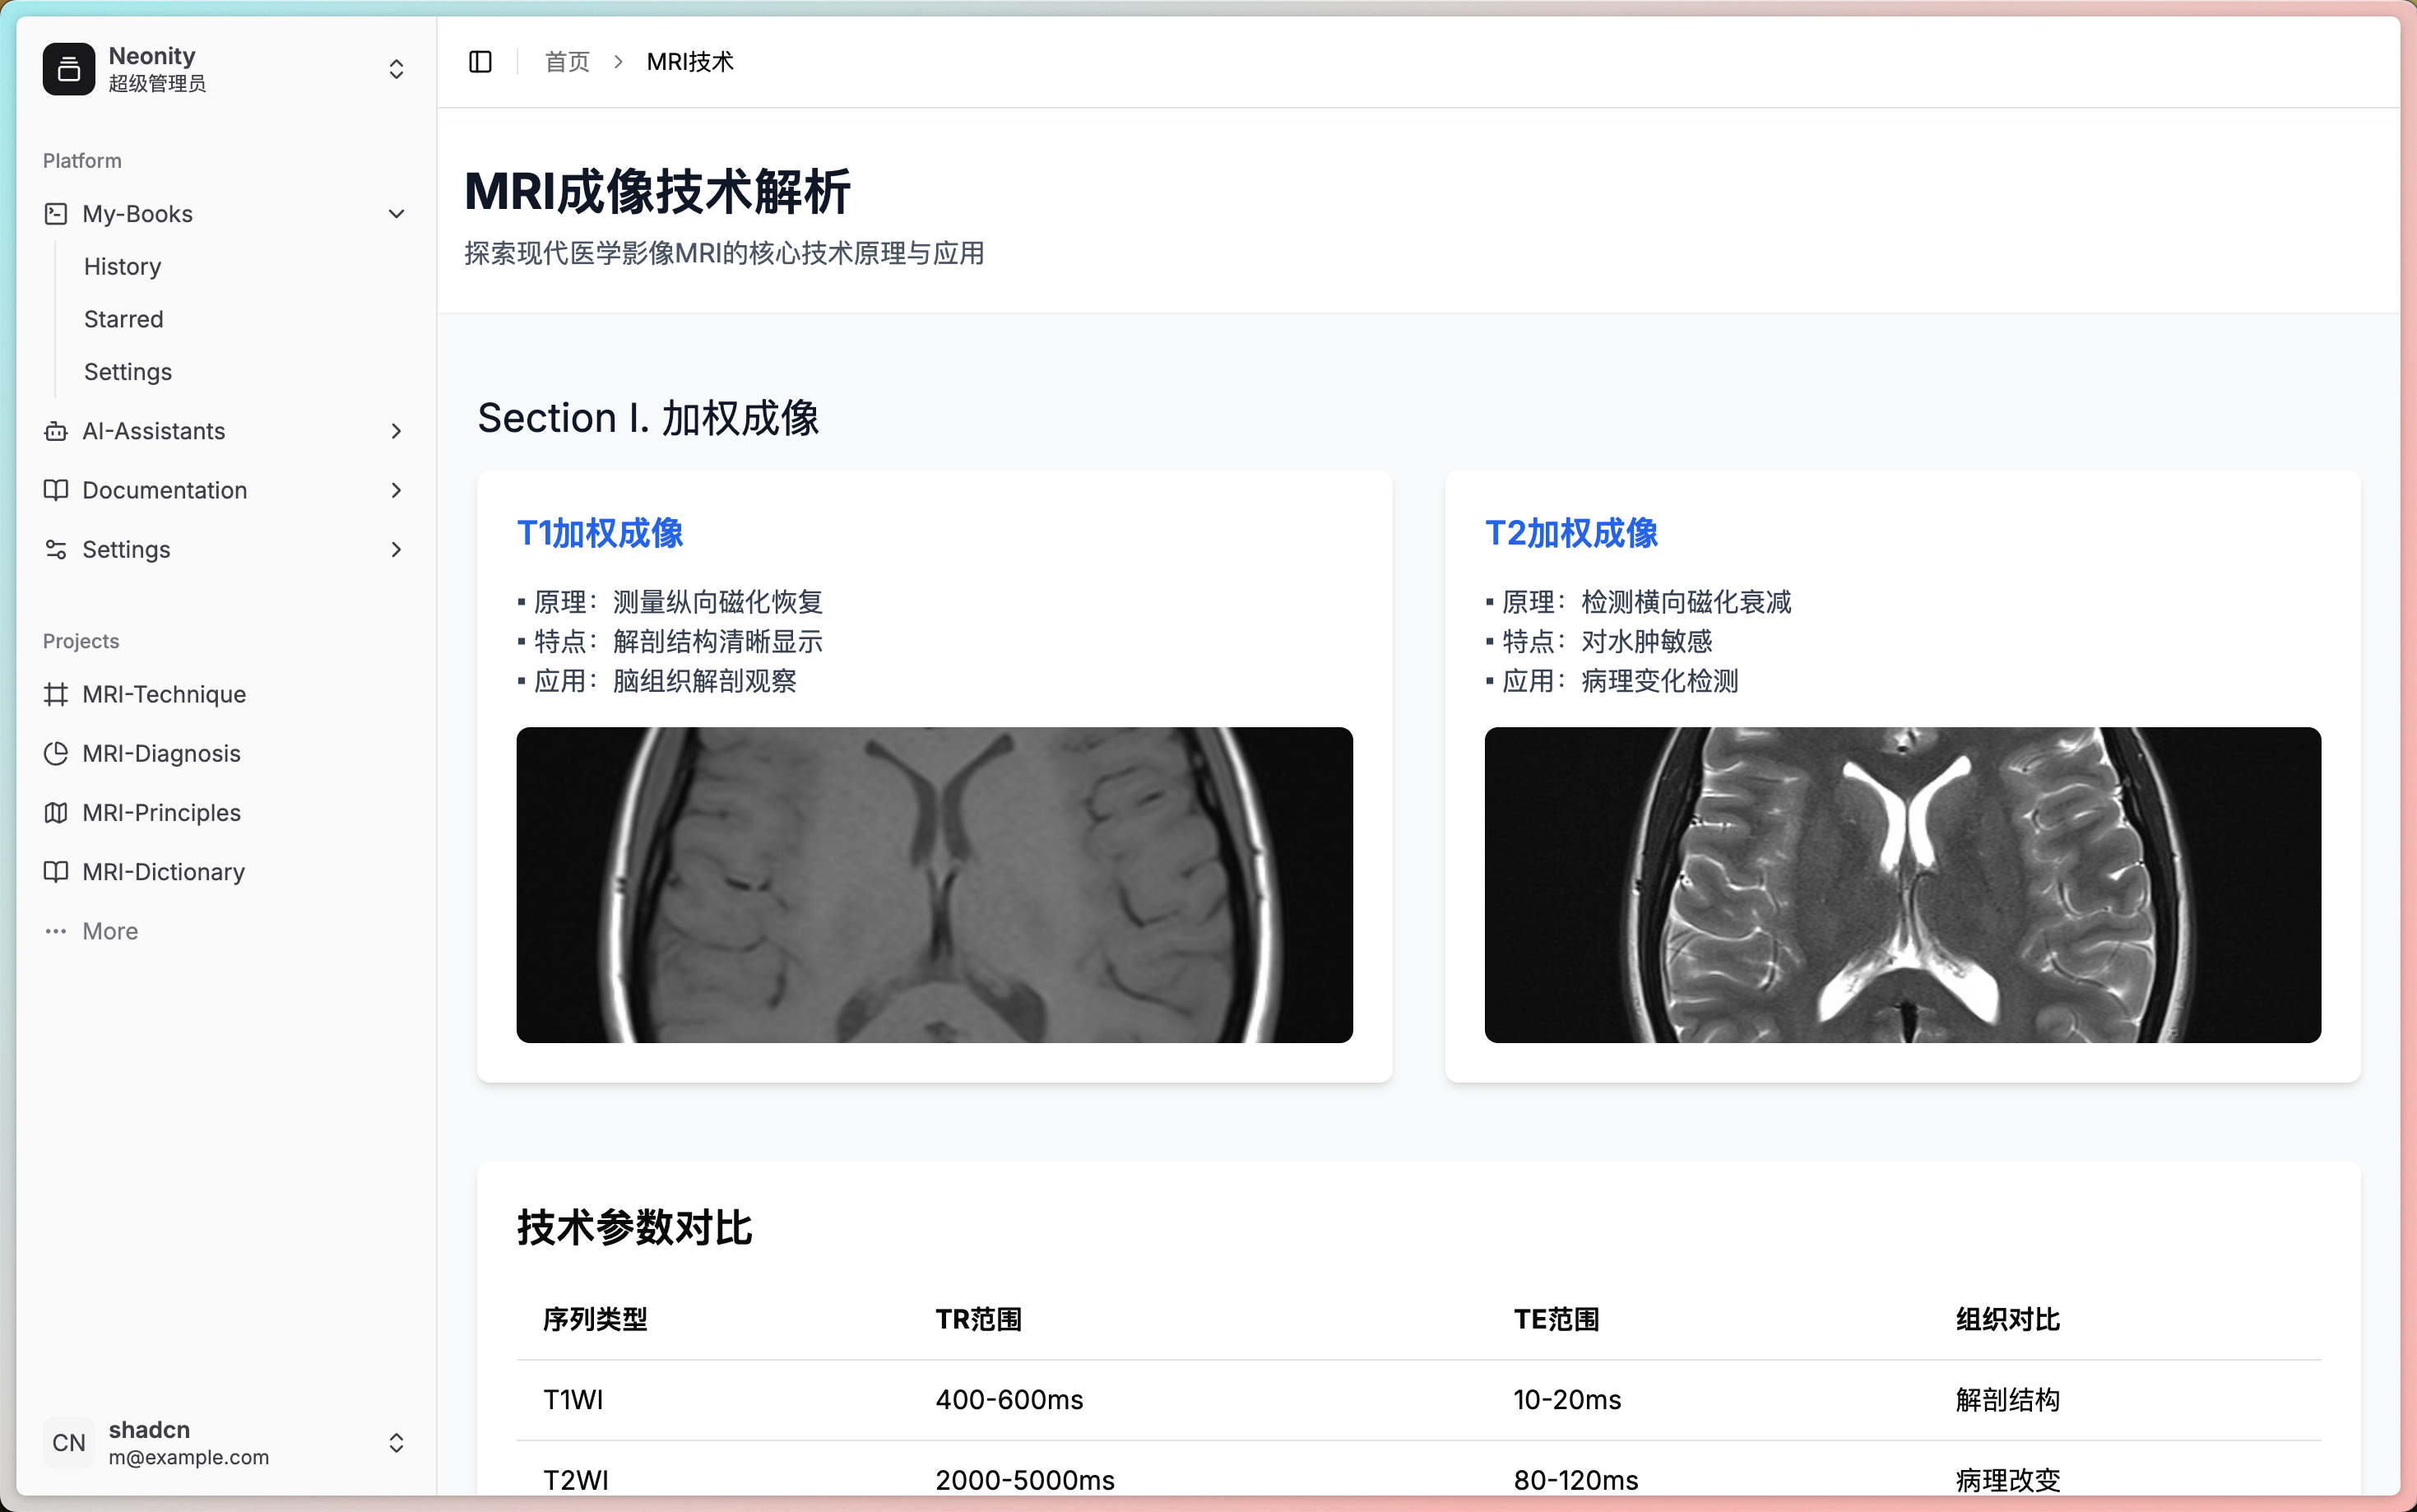 Neonity
超级管理员
Platform
My-Books
History
Starred
Settings
AI-Assistants
Documentation
Settings
Projects
MRI-Technique
MRI-Diagnosis
MRI-Principles
MRI-Dictionary
More
CN
shadcn
m@example.com
首页 > MRI技术
MRI成像技术解析
探索现代医学影像MRI的核心技术原理与应用
Section I. 加权成像
T1加权成像
▪ 原理：测量纵向磁化恢复
▪ 特点：解剖结构清晰显示
▪ 应用：脑组织解剖观察
T2加权成像
▪ 原理：检测横向磁化衰减
▪ 特点：对水肿敏感
▪ 应用：病理变化检测
技术参数对比
序列类型 TR范围 TE范围 组织对比
T1WI 400-600ms 10-20ms 解剖结构
T2WI 2000-5000ms 80-120ms 病理改变